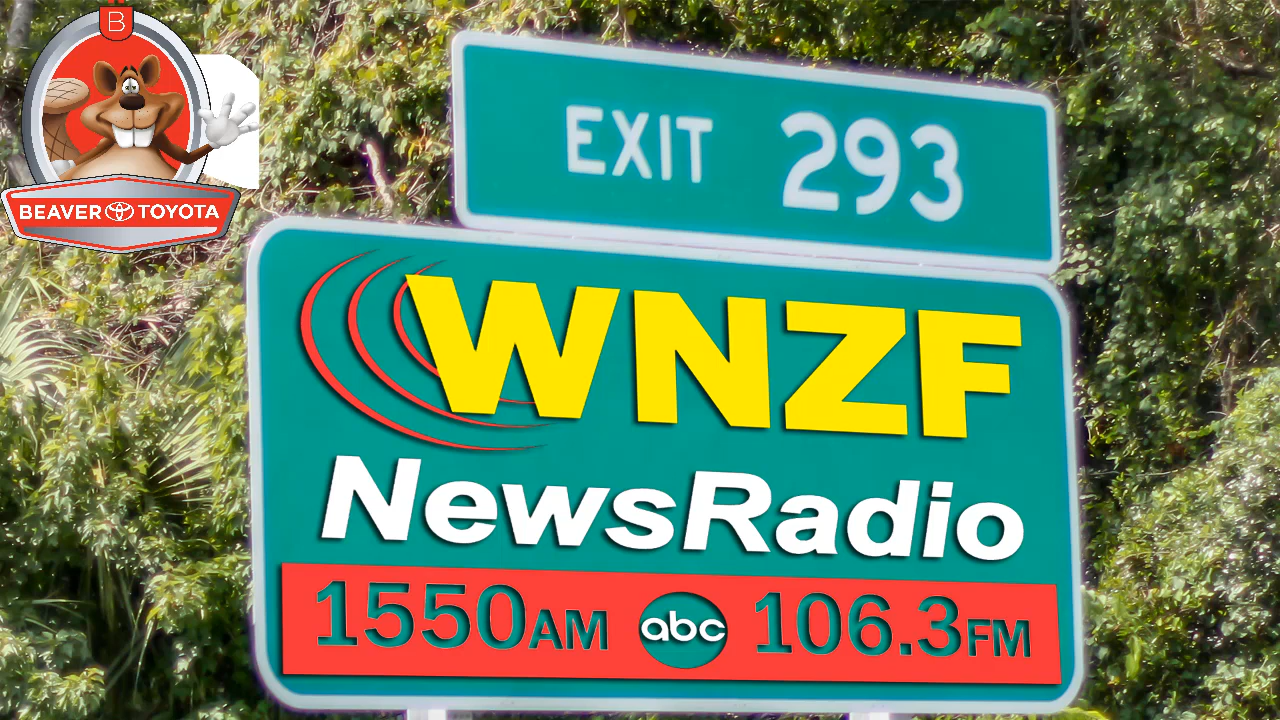 B
BEAVER TOYOTA
EXIT 293
WNZF
NewsRadio
1550AM abc 106.3FM